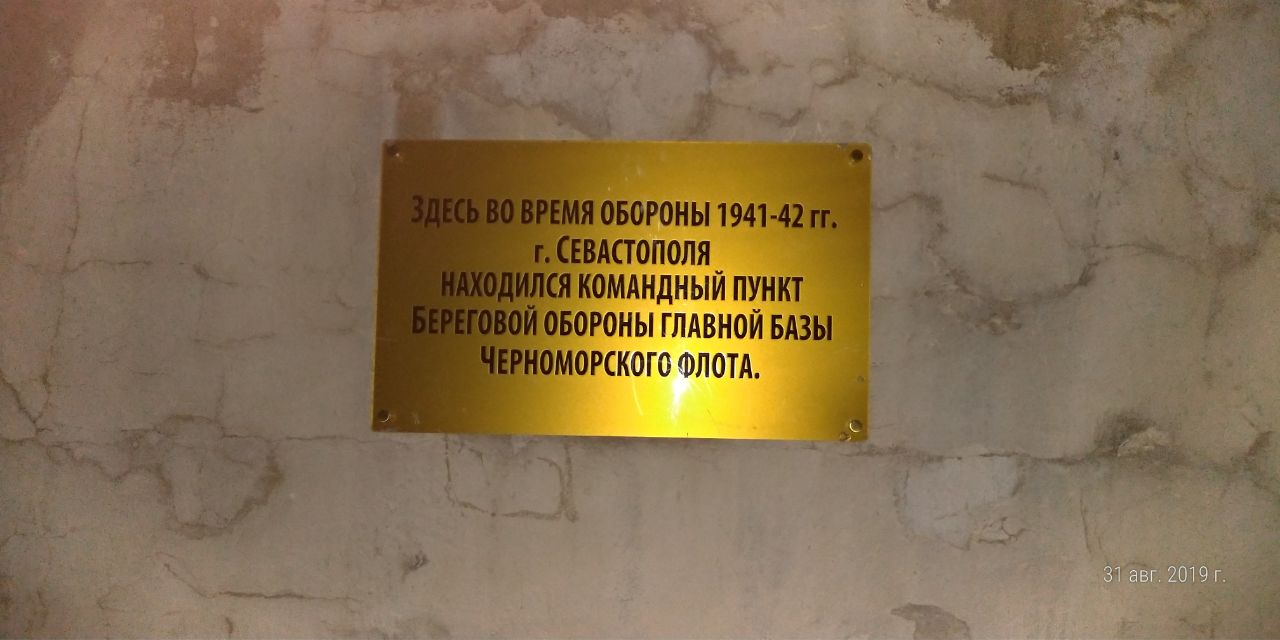 Здесь во время обороны 1941-42 гг.
г. Севастополя
находился командный пункт
Береговой обороны главной базы
Черноморского флота.
31 авг. 2019 г.